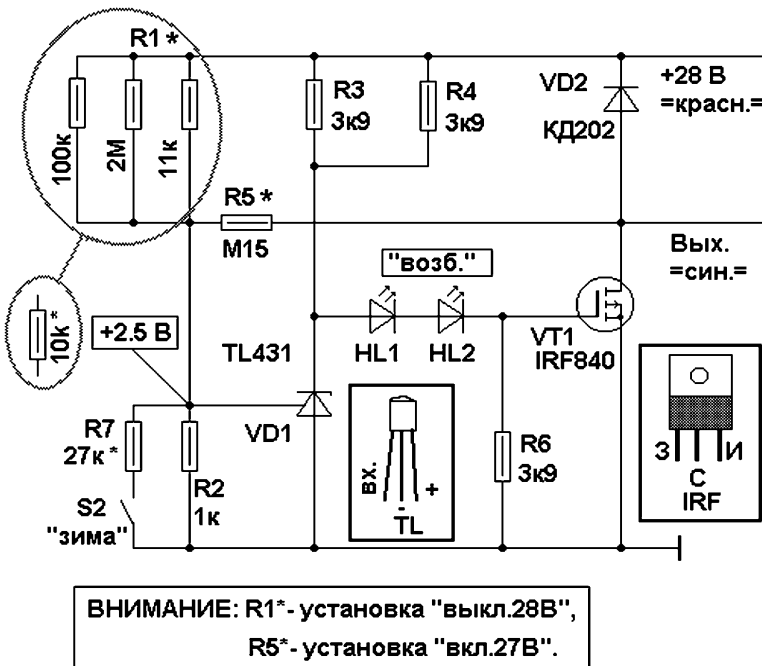 R1*
100к
2М
11к
R3
3к9
R4
3к9
VD2
КД202
+28 В
=красн.=
R5*
М15
"возб."
Вых.
=син.=
10к*
+2.5 В
TL431
HL1
HL2
VT1
IRF840
VD1
R7
27к*
R2
1к
S2
"зима"
R6
3к9
вх.
-
+
TL
З
И
С
IRF
ВНИМАНИЕ: R1*- установка "выкл.28В",
R5*- установка "вкл.27В".